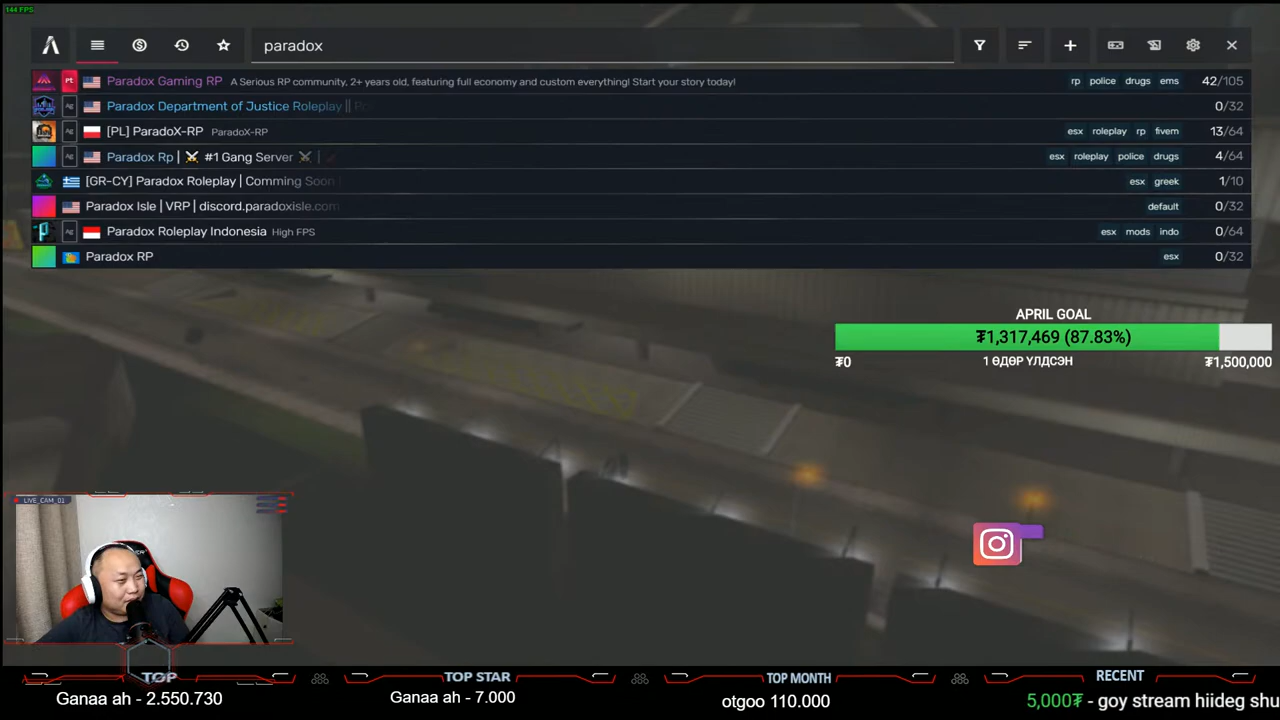 144 FPS
paradox
Pt Paradox Gaming RP A Serious RP community, 2+ years old, featuring full economy and custom everything! Start your story today! rp police drugs ems 42/105
Ag Paradox Department of Justice Roleplay || 0/32
Ag [PL] ParadoX-RP ParadoX-RP esx roleplay rp fivem 13/64
Ag Paradox Rp | ⚔ #1 Gang Server ⚔ | esx roleplay police drugs 4/64
[GR-CY] Paradox Roleplay | Comming Soon | esx greek 1/10
Paradox Isle | VRP | discord.paradoxisle.com default 0/32
Ag Paradox Roleplay Indonesia High FPS esx mods indo 0/64
Paradox RP esx 0/32
APRIL GOAL
₮1,317,469 (87.83%)
₮0 1 ӨДӨР ҮЛДСЭН ₮1,500,000
LIVE_CAM_01
TOP TOP STAR TOP MONTH RECENT
Ganaa ah - 2.550.730 Ganaa ah - 7.000 otgoo 110.000 5,000₮ - goy stream hiideg shu